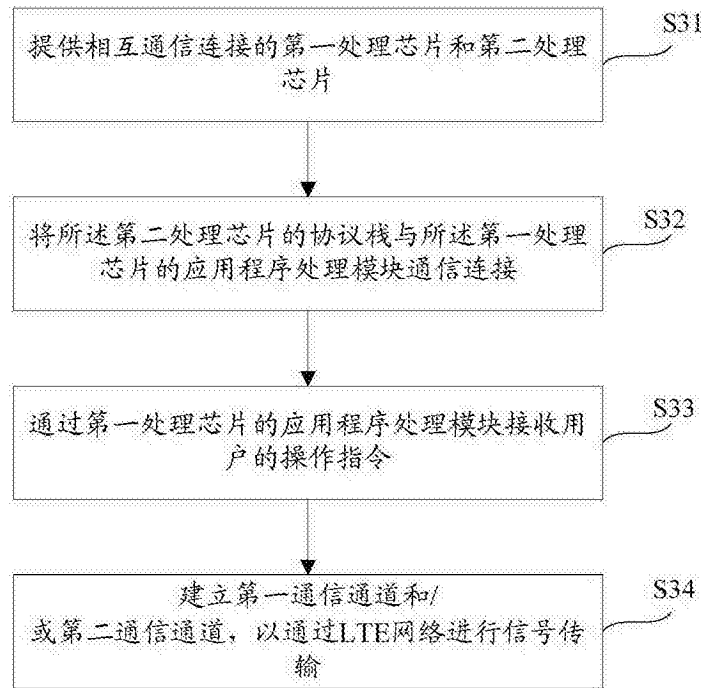 提供相互通信连接的第一处理芯片和第二处理
芯片
S31
将所述第二处理芯片的协议栈与所述第一处理
芯片的应用程序处理模块通信连接
S32
通过第一处理芯片的应用程序处理模块接收用
户的操作指令
S33
建立第一通信通道和/
或第二通信通道，以通过LTE网络进行信号传
输
S34